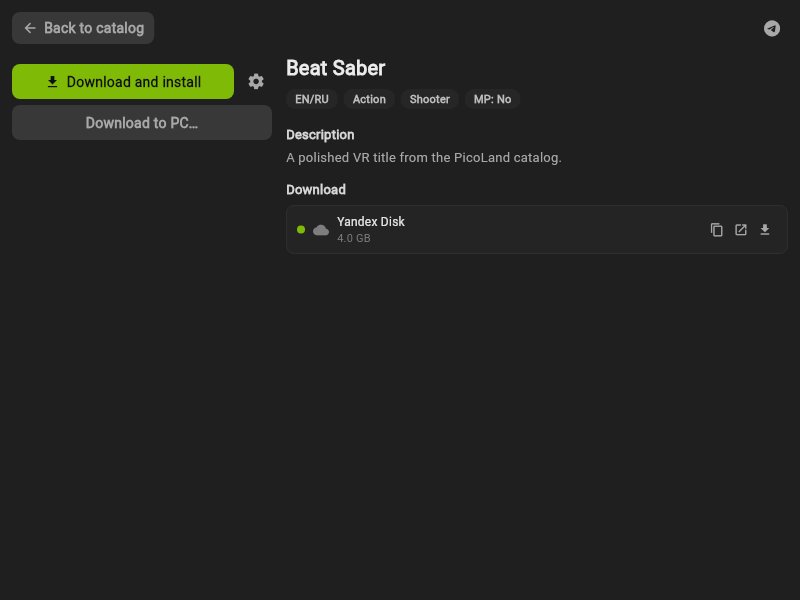 Back to catalog
Download and install
Download to PC…
Beat Saber
EN/RU
Action
Shooter
MP: No
Description
A polished VR title from the PicoLand catalog.
Download
Yandex Disk
4.0 GB